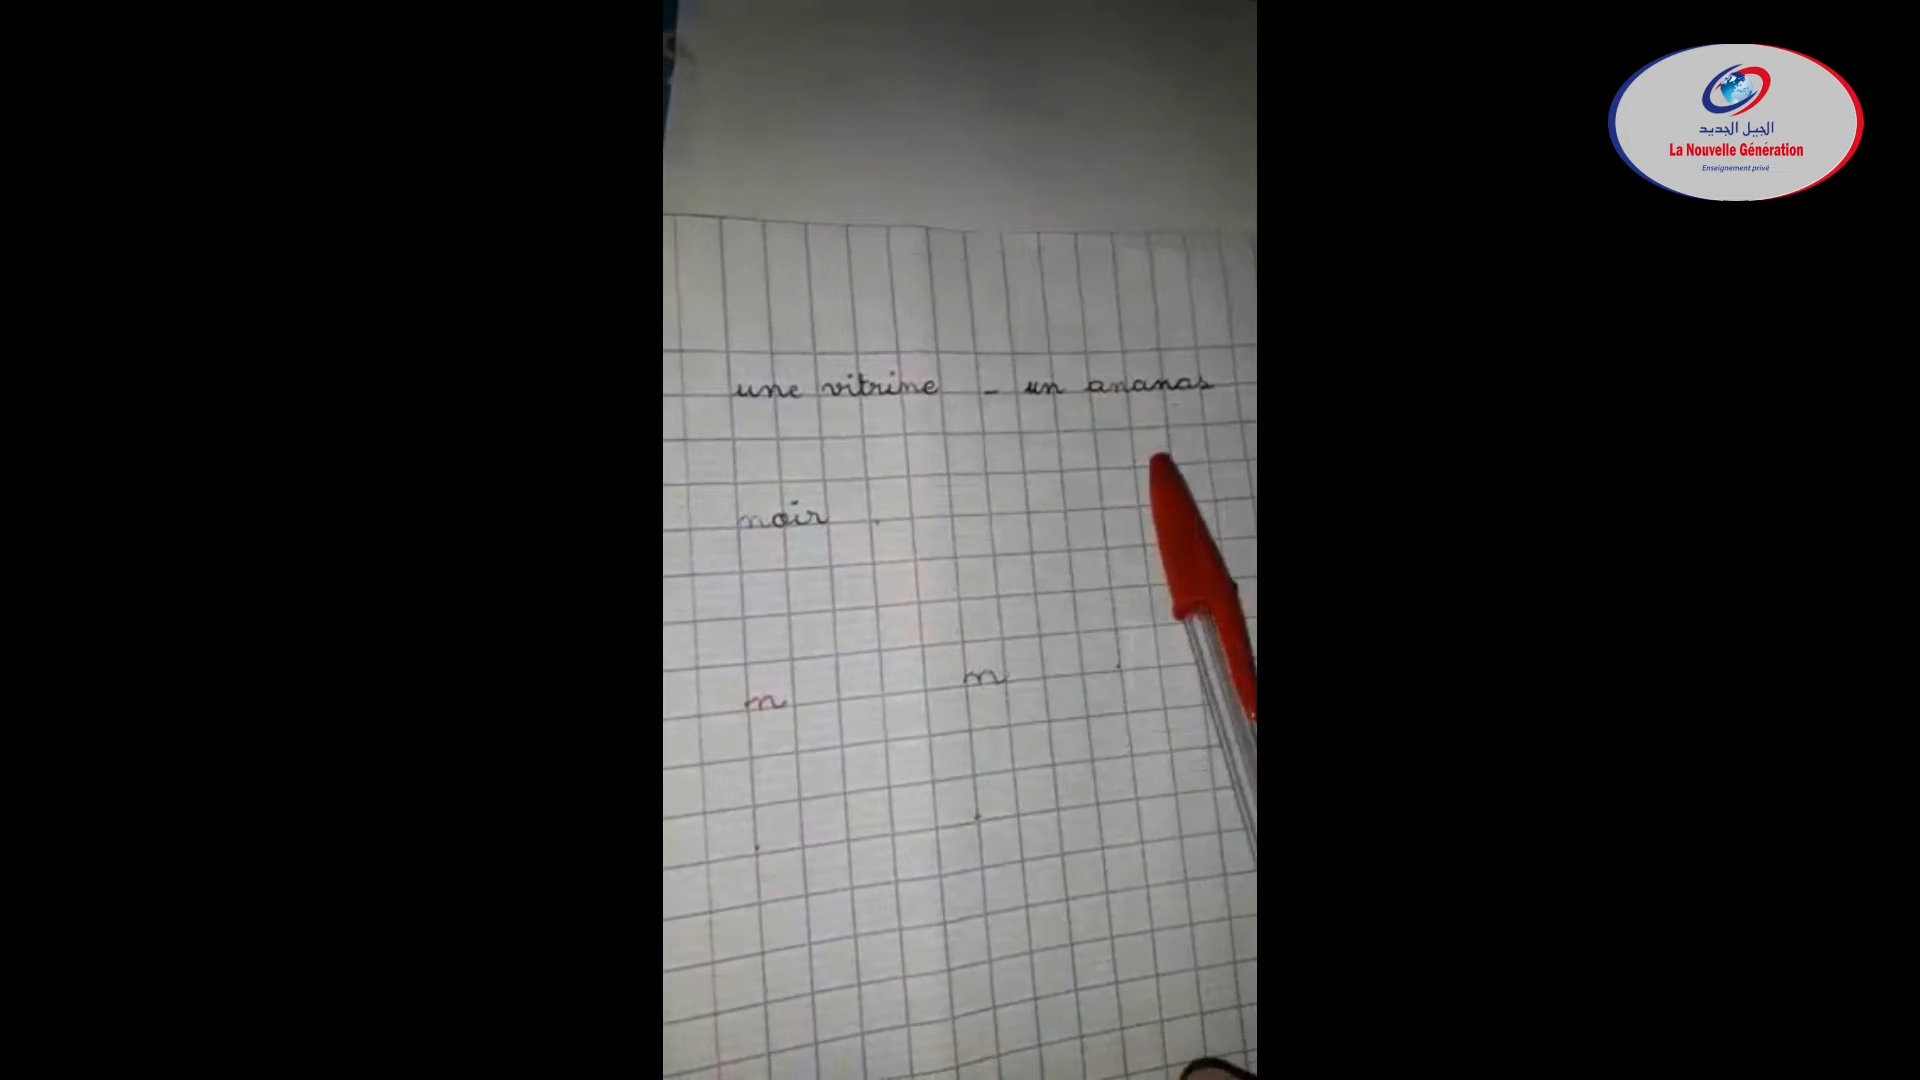 الجيل الجديد
La Nouvelle Génération
Enseignement privé
une vitrine - un ananas
noir .
n n .
. .